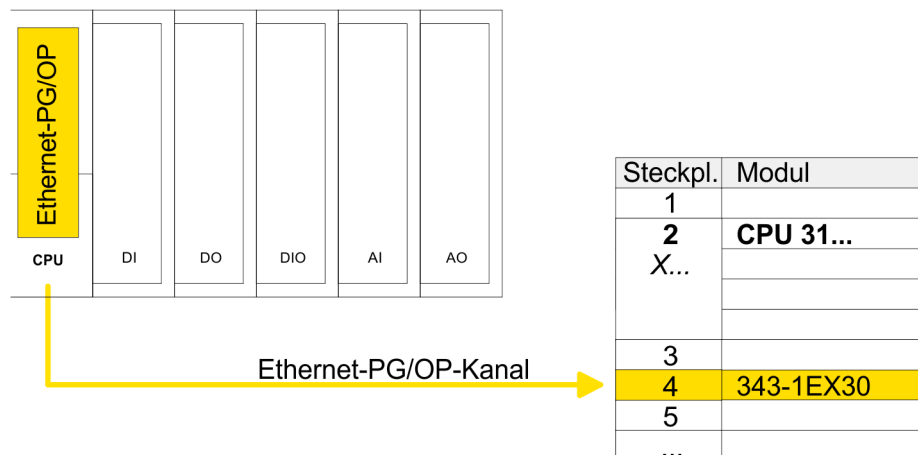 Ethernet-PG/OP
CPU
DI
DO
DIO
AI
AO
Ethernet-PG/OP-Kanal
Steckpl. Modul
1
2 CPU 31...
X...
3
4 343-1EX30
5
...